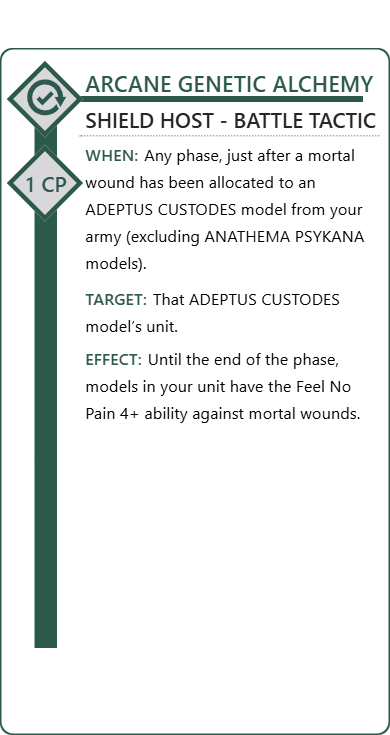 ARCANE GENETIC ALCHEMY
SHIELD HOST - BATTLE TACTIC
1 CP
WHEN: Any phase, just after a mortal
wound has been allocated to an
ADEPTUS CUSTODES model from your
army (excluding ANATHEMA PSYKANA
models).
TARGET: That ADEPTUS CUSTODES
model’s unit.
EFFECT: Until the end of the phase,
models in your unit have the Feel No
Pain 4+ ability against mortal wounds.